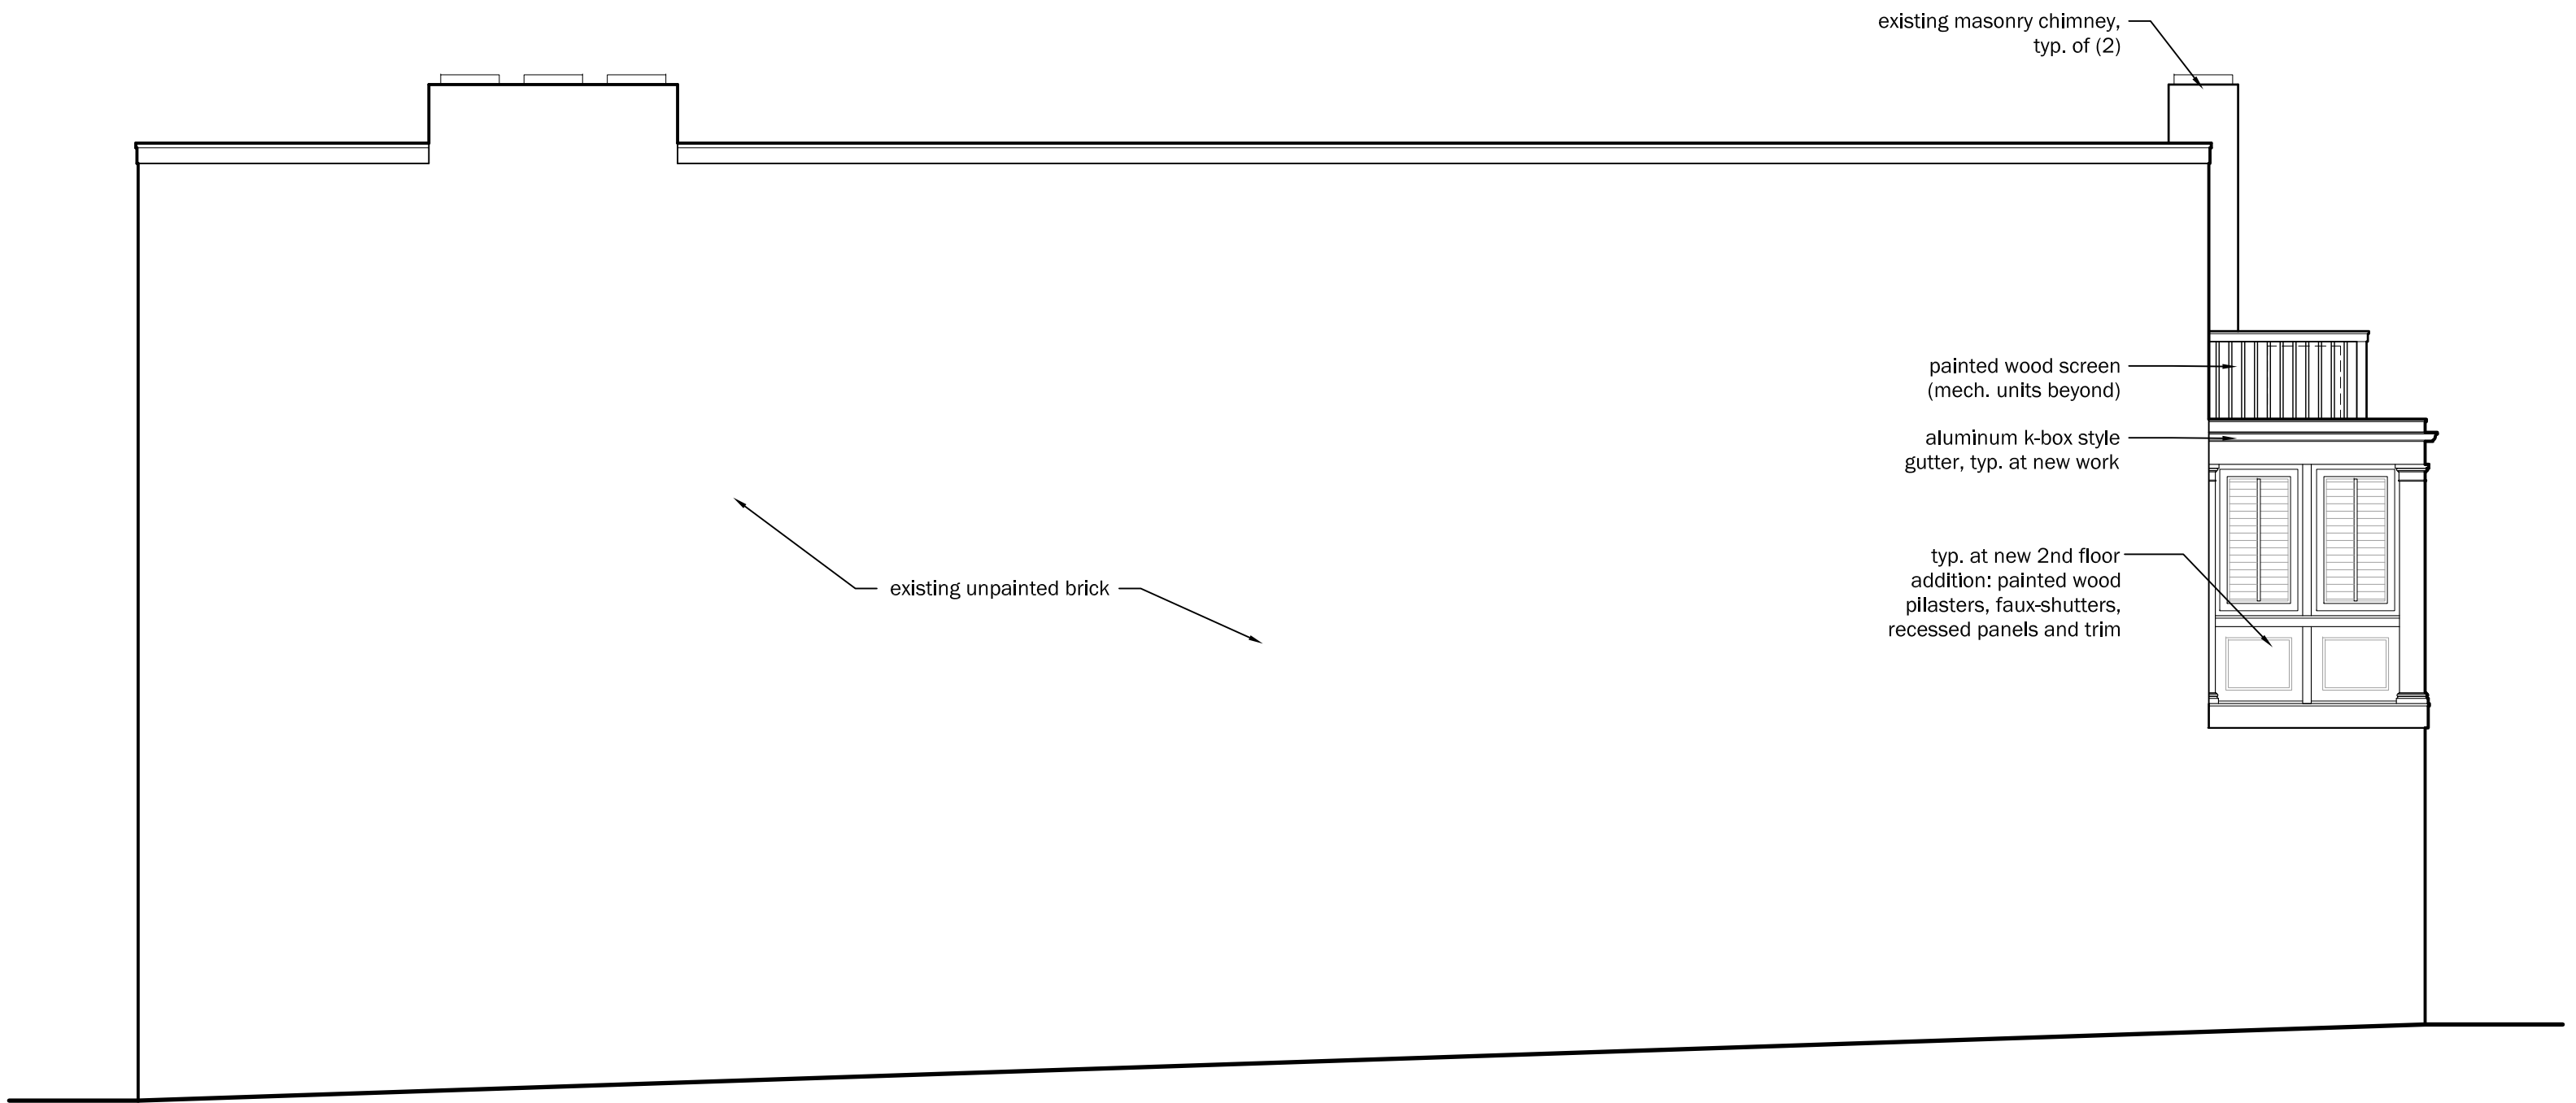 existing masonry chimney,
typ. of (2)
painted wood screen
(mech. units beyond)
aluminum k-box style
gutter, typ. at new work
typ. at new 2nd floor
addition: painted wood
pilasters, faux-shutters,
recessed panels and trim
existing unpainted brick